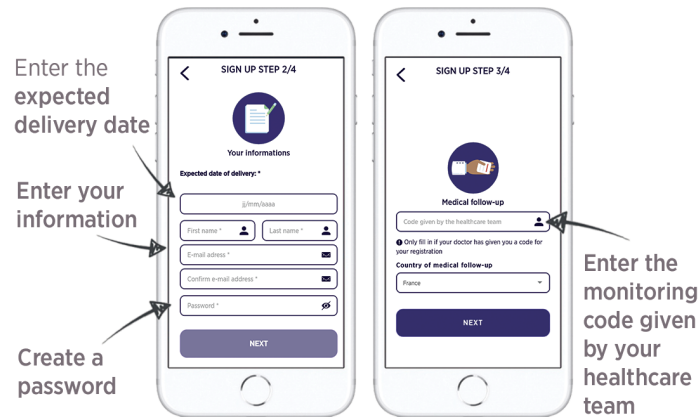 Enter the
expected
delivery date
Enter your
information
Create a
password
SIGN UP STEP 2/4
Your informations
Expected date of delivery: *
jj/mm/aaaa
First name *
Last name *
E-mail adress *
Confirm e-mail address *
Password *
NEXT
SIGN UP STEP 3/4
Medical follow-up
Code given by the healthcare team
Only fill in if your doctor has given you a code for
your registration
Country of medical follow-up
France
NEXT
Enter the
monitoring
code given
by your
healthcare
team